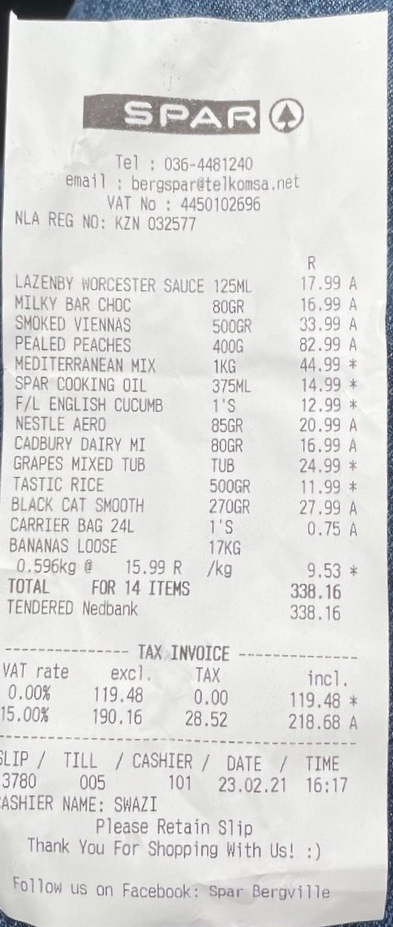 SPAR
Tel : 036-4481240
email : bergspar@telkomsa.net
VAT No : 4450102696
NLA REG NO: KZN 032577
R
LAZENBY WORCESTER SAUCE 125ML 17.99 A
MILKY BAR CHOC 80GR 16.99 A
SMOKED VIENNAS 500GR 33.99 A
PEALED PEACHES 400G 82.99 A
MEDITERRANEAN MIX 1KG 44.99 *
SPAR COOKING OIL 375ML 14.99 *
F/L ENGLISH CUCUMB 1'S 12.99 *
NESTLE AERO 85GR 20.99 A
CADBURY DAIRY MI 80GR 16.99 A
GRAPES MIXED TUB TUB 24.99 *
TASTIC RICE 500GR 11.99 *
BLACK CAT SMOOTH 270GR 27.99 A
CARRIER BAG 24L 1'S 0.75 A
BANANAS LOOSE 17KG
0.596kg @ 15.99 R /kg 9.53 *
TOTAL FOR 14 ITEMS 338.16
TENDERED Nedbank 338.16
--------------- TAX INVOICE ---------------
VAT rate excl. TAX incl.
0.00% 119.48 0.00 119.48 *
15.00% 190.16 28.52 218.68 A
SLIP / TILL / CASHIER / DATE / TIME
3780 005 101 23.02.21 16:17
CASHIER NAME: SWAZI
Please Retain Slip
Thank You For Shopping With Us! :)
Follow us on Facebook: Spar Bergville